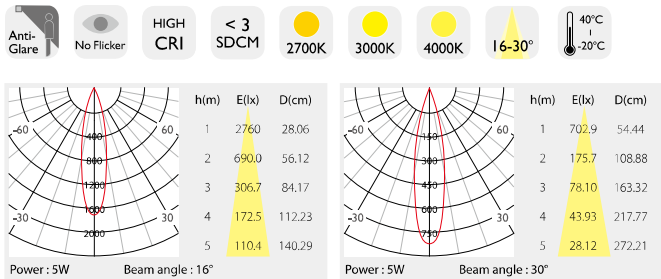 Anti-
Glare
No Flicker
HIGH
CRI
< 3
SDCM
2700K
3000K
4000K
16-30°
40°C
-20°C
h(m) E(lx) D(cm)
1 2760 28.06
2 690.0 56.12
3 306.7 84.17
4 172.5 112.23
5 110.4 140.29
-60 60
30 30
400
800
1200
1600
2000
Power : 5W Beam angle : 16°
h(m) E(lx) D(cm)
1 702.9 54.44
2 175.7 108.88
3 78.10 163.32
4 43.93 217.77
5 28.12 272.21
-60 60
30 30
150
300
450
600
750
Power : 5W Beam angle : 30°